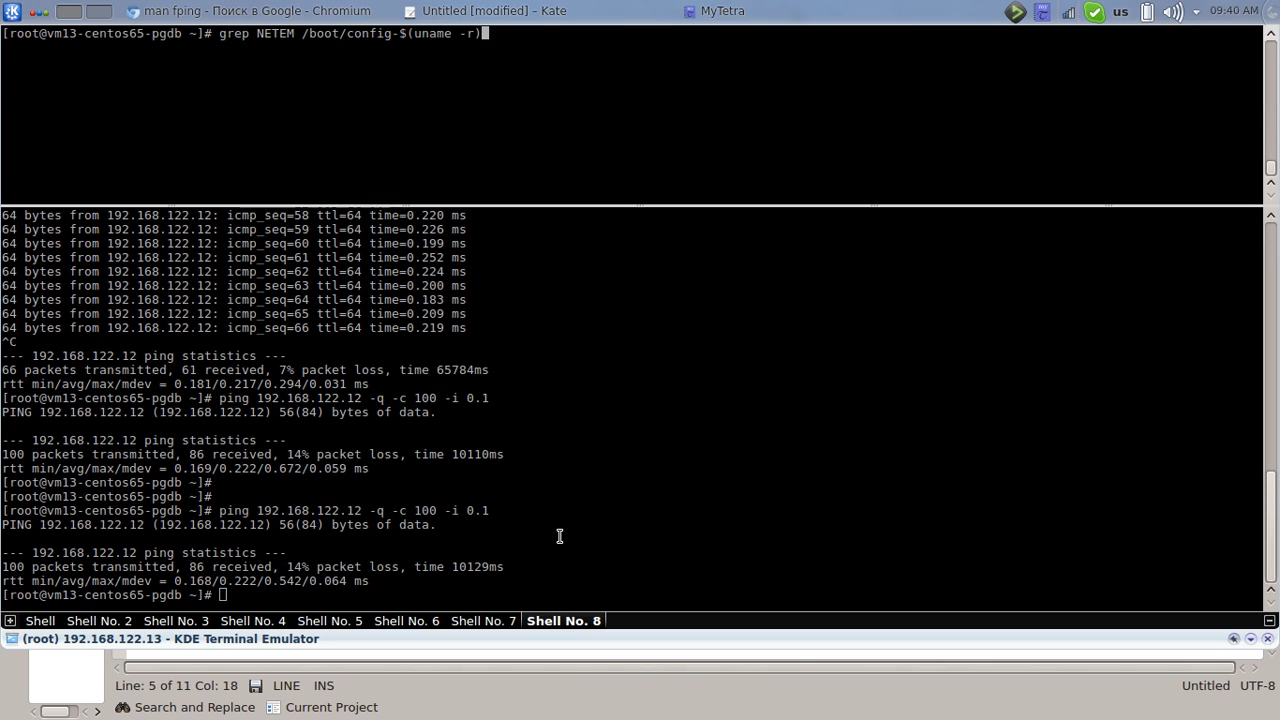 man fping - Поиск в Google - Chromium
Untitled [modified] - Kate
MyTetra
us
09:40 AM
[root@vm13-centos65-pgdb ~]# grep NETEM /boot/config-$(uname -r)
64 bytes from 192.168.122.12: icmp_seq=58 ttl=64 time=0.220 ms
64 bytes from 192.168.122.12: icmp_seq=59 ttl=64 time=0.226 ms
64 bytes from 192.168.122.12: icmp_seq=60 ttl=64 time=0.199 ms
64 bytes from 192.168.122.12: icmp_seq=61 ttl=64 time=0.252 ms
64 bytes from 192.168.122.12: icmp_seq=62 ttl=64 time=0.224 ms
64 bytes from 192.168.122.12: icmp_seq=63 ttl=64 time=0.200 ms
64 bytes from 192.168.122.12: icmp_seq=64 ttl=64 time=0.183 ms
64 bytes from 192.168.122.12: icmp_seq=65 ttl=64 time=0.209 ms
64 bytes from 192.168.122.12: icmp_seq=66 ttl=64 time=0.219 ms
^C
--- 192.168.122.12 ping statistics ---
66 packets transmitted, 61 received, 7% packet loss, time 65784ms
rtt min/avg/max/mdev = 0.181/0.217/0.294/0.031 ms
[root@vm13-centos65-pgdb ~]# ping 192.168.122.12 -q -c 100 -i 0.1
PING 192.168.122.12 (192.168.122.12) 56(84) bytes of data.
--- 192.168.122.12 ping statistics ---
100 packets transmitted, 86 received, 14% packet loss, time 10110ms
rtt min/avg/max/mdev = 0.169/0.222/0.672/0.059 ms
[root@vm13-centos65-pgdb ~]#
[root@vm13-centos65-pgdb ~]#
[root@vm13-centos65-pgdb ~]# ping 192.168.122.12 -q -c 100 -i 0.1
PING 192.168.122.12 (192.168.122.12) 56(84) bytes of data.
--- 192.168.122.12 ping statistics ---
100 packets transmitted, 86 received, 14% packet loss, time 10129ms
rtt min/avg/max/mdev = 0.168/0.222/0.542/0.064 ms
[root@vm13-centos65-pgdb ~]#
Shell Shell No. 2 Shell No. 3 Shell No. 4 Shell No. 5 Shell No. 6 Shell No. 7 Shell No. 8
(root) 192.168.122.13 - KDE Terminal Emulator
Line: 5 of 11 Col: 18 LINE INS Untitled UTF-8
Search and Replace Current Project